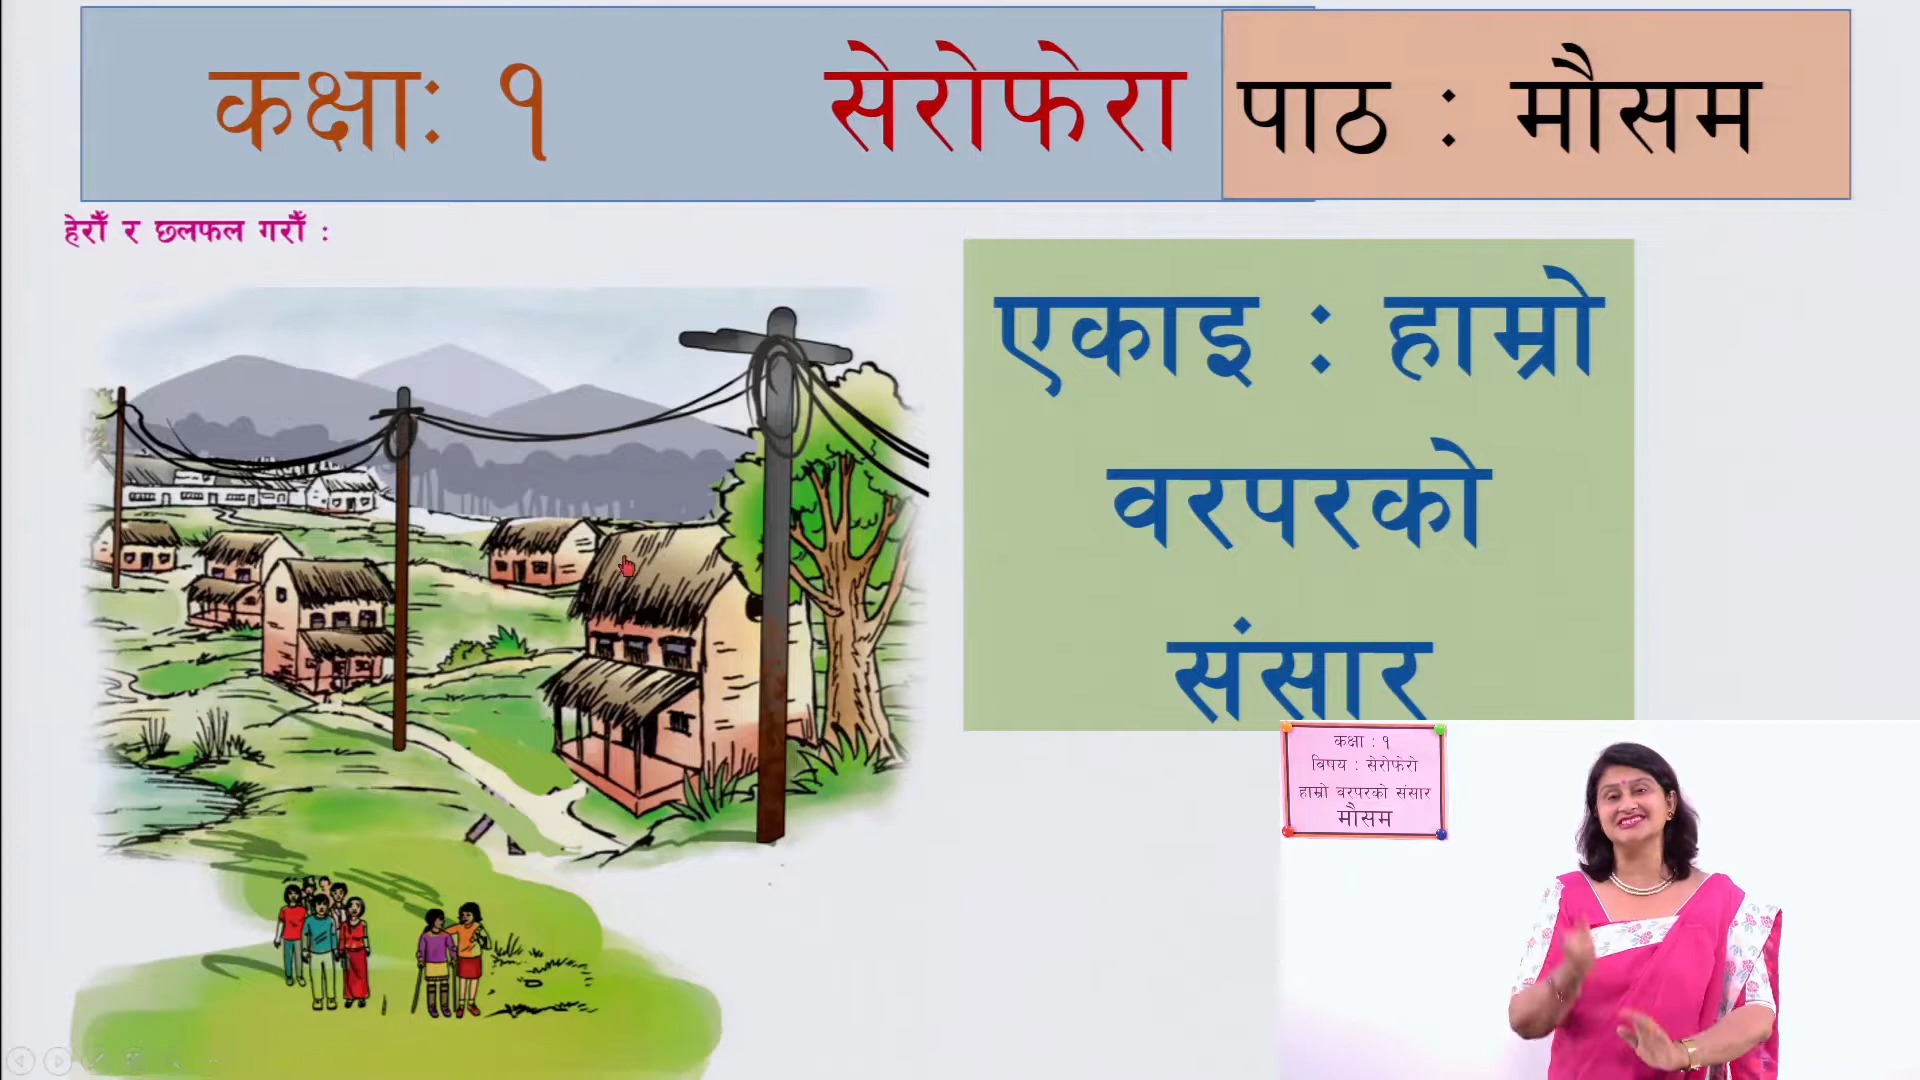 कक्षाः १ सेरोफेरा
पाठ : मौसम
हेरौँ र छलफल गरौँ :
एकाइ : हाम्रो
वरपरको
संसार
कक्षा : १
विषय : सेरोफेरो
हाम्रो वरपरको संसार
मौसम